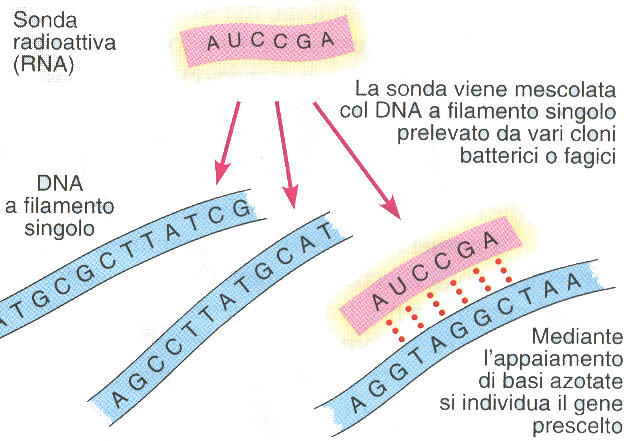 Sonda
radioattiva
(RNA)
AUCCGA
La sonda viene mescolata
col DNA a filamento singolo
prelevato da vari cloni
batterici o fagici
DNA
a filamento
singolo
ATGCGCTTATCG
AGCCTTATGCAT
AUCCGA
AGGTAGGCTAA
Mediante
l'appaiamento
di basi azotate
si individua il gene
prescelto